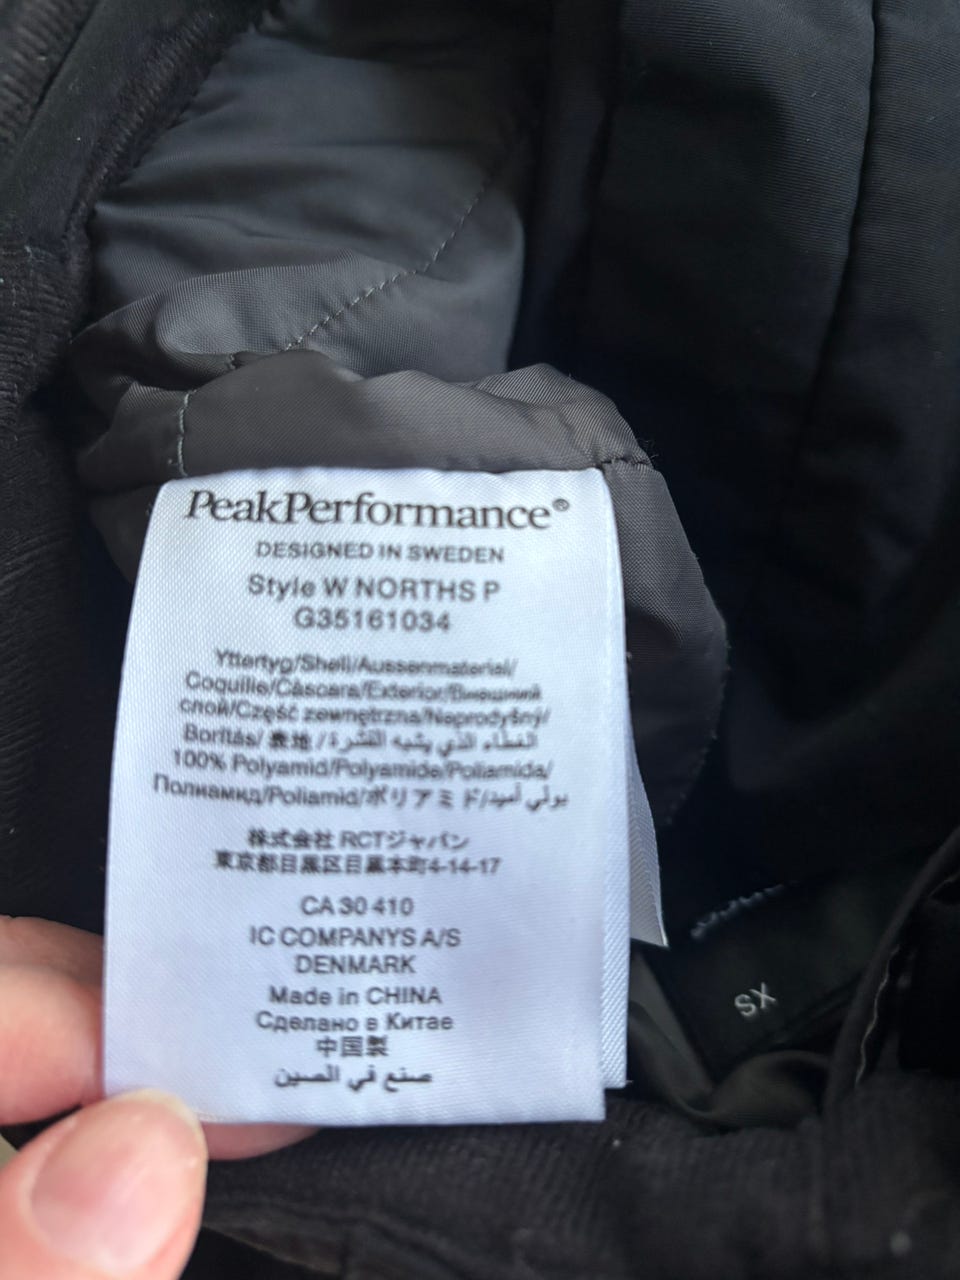 PeakPerformance®
DESIGNED IN SWEDEN
Style W NORTHS P
G35161034
Yttertyg/Shell/Aussenmaterial/
Coquille/Cáscara/Exterior/Внешний
слой/Część zewnętrzna/Neprodyšný/
Borítás/ 表地 / الغطاء الذي يشبه القشرة
100% Polyamid/Polyamide/Poliamida/
Полиамид/Poliamid/ポリアミド/بولي أميد
株式会社 RCTジャパン
東京都目黒区目黒本町4-14-17
CA 30 410
IC COMPANYS A/S
DENMARK
Made in CHINA
Сделано в Китае
中国製
صنع في الصين
XS